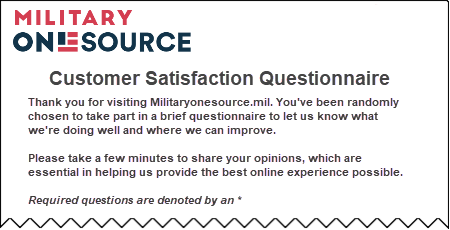 MILITARY
ONESOURCE
Customer Satisfaction Questionnaire
Thank you for visiting Militaryonesource.mil. You've been randomly
chosen to take part in a brief questionnaire to let us know what
we're doing well and where we can improve.
Please take a few minutes to share your opinions, which are
essential in helping us provide the best online experience possible.
Required questions are denoted by an *